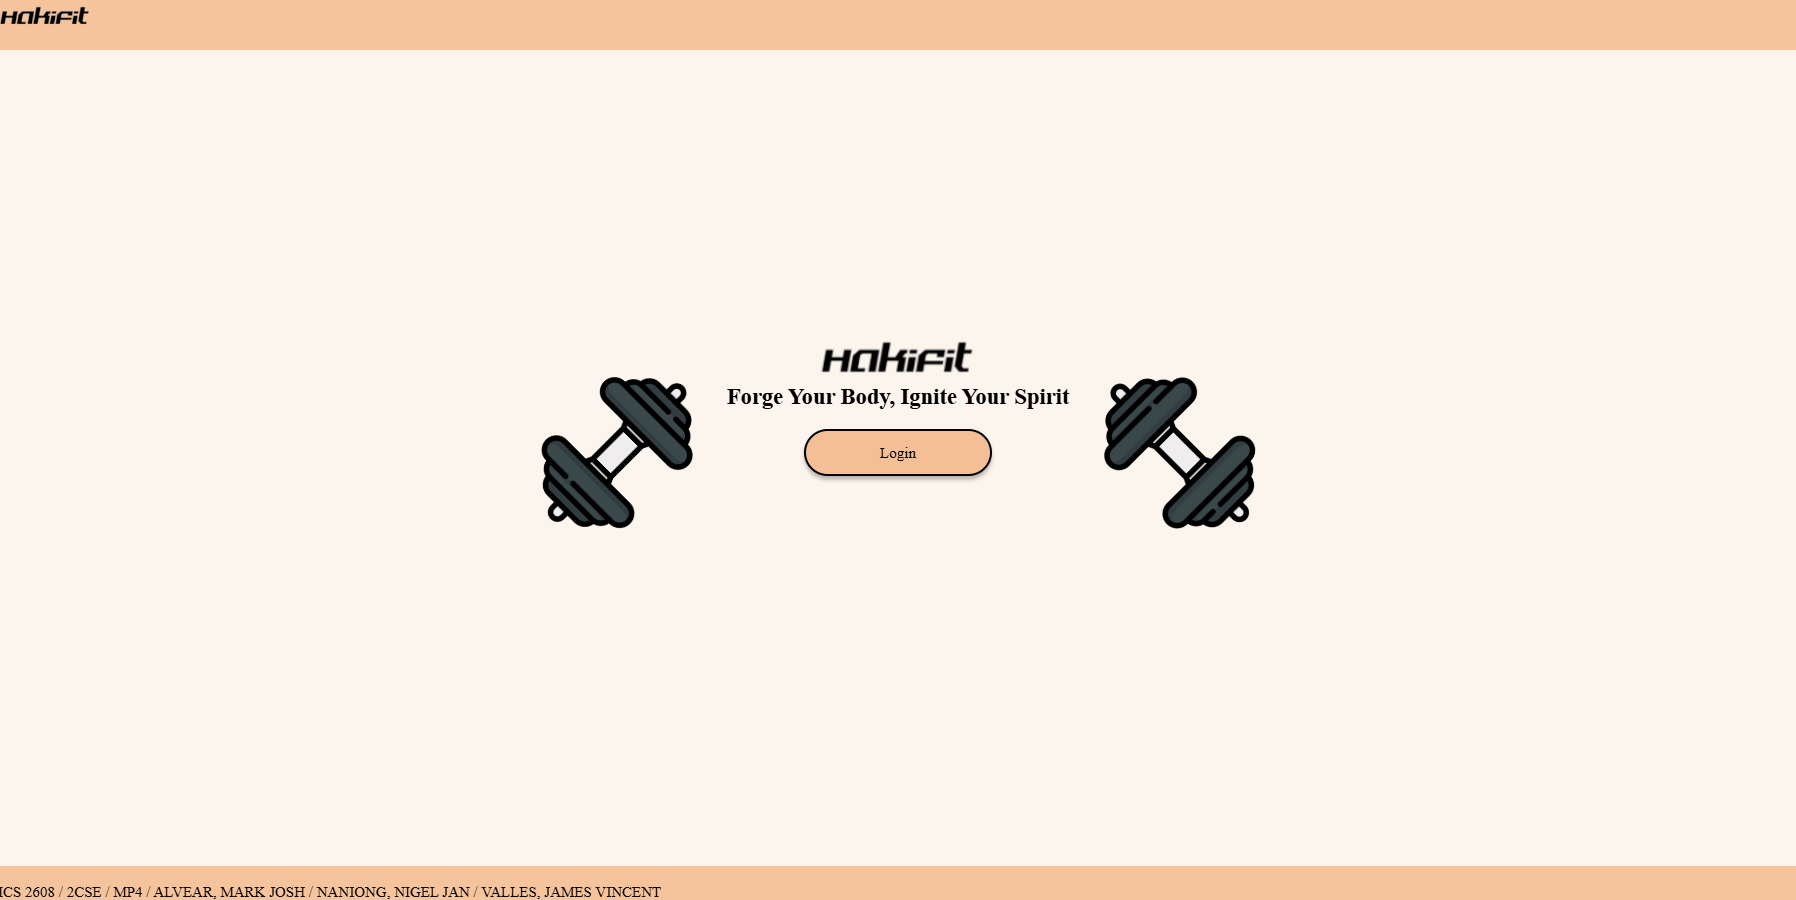 HakiFit
HakiFit
Forge Your Body, Ignite Your Spirit
Login
ICS 2608 / 2CSE / MP4 / ALVEAR, MARK JOSH / NANIONG, NIGEL JAN / VALLES, JAMES VINCENT